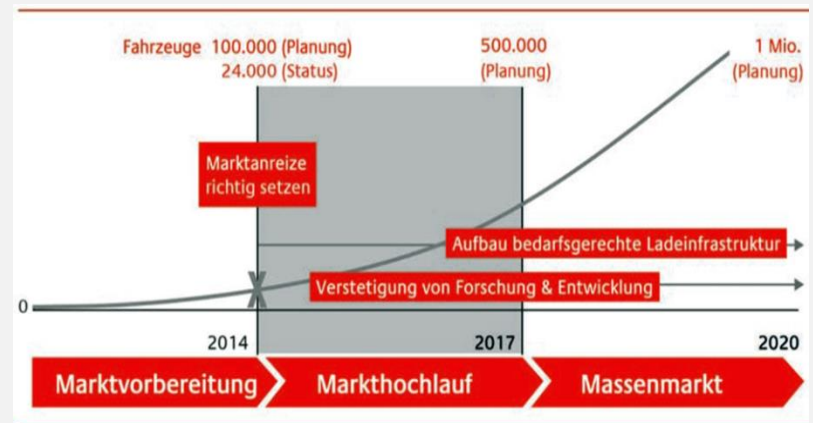 Fahrzeuge 100.000 (Planung)
24.000 (Status)
500.000
(Planung)
1 Mio.
(Planung)
Marktanreize
richtig setzen
Aufbau bedarfsgerechte Ladeinfrastruktur
Verstetigung von Forschung & Entwicklung
0
2014
2017
2020
Marktvorbereitung
Markthochlauf
Massenmarkt